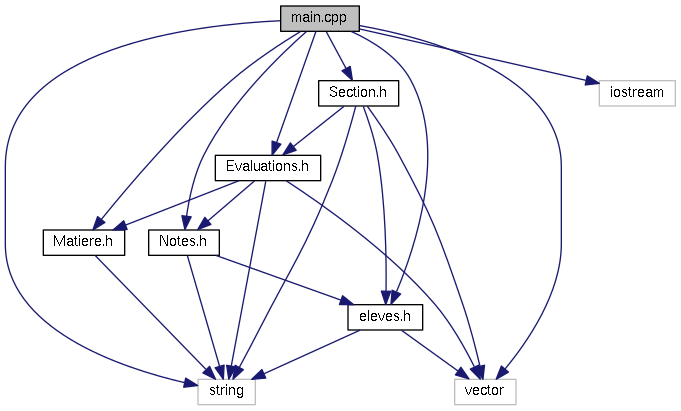 main.cpp
Section.h
iostream
Evaluations.h
Matiere.h
Notes.h
eleves.h
string
vector